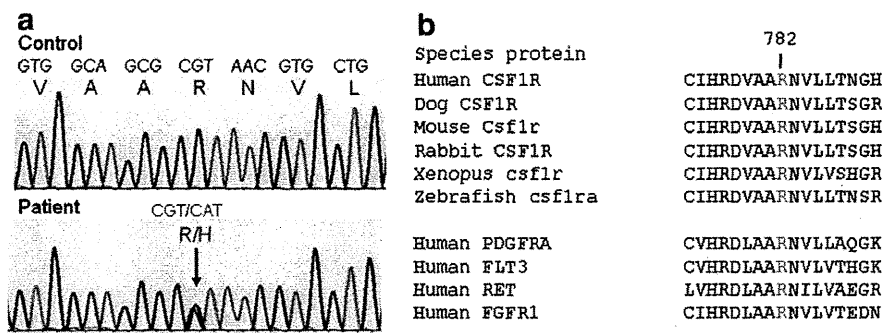 a
Control
GTG GCA GCG CGT AAC GTG CTG
V A A R N V L
Patient
CGT/CAT
R/H
b
782
Species protein
Human CSF1R CIHRDVAARNVLLTNGH
Dog CSF1R CIHRDVAARNVLLTSGR
Mouse Csf1r CIHRDVAARNVLLTSGH
Rabbit CSF1R CIHRDVAARNVLLTSGH
Xenopus csf1r CIHRDVAARNVLVSHGR
Zebrafish csf1ra CIHRDVAARNVLLTNSR
Human PDGFRA CVHRDLAARNVLLAQGK
Human FLT3 CVHRDLAARNVLVTHGK
Human RET LVHRDLAARNILVAEGR
Human FGFR1 CIHRDLAARNVLVTEDN